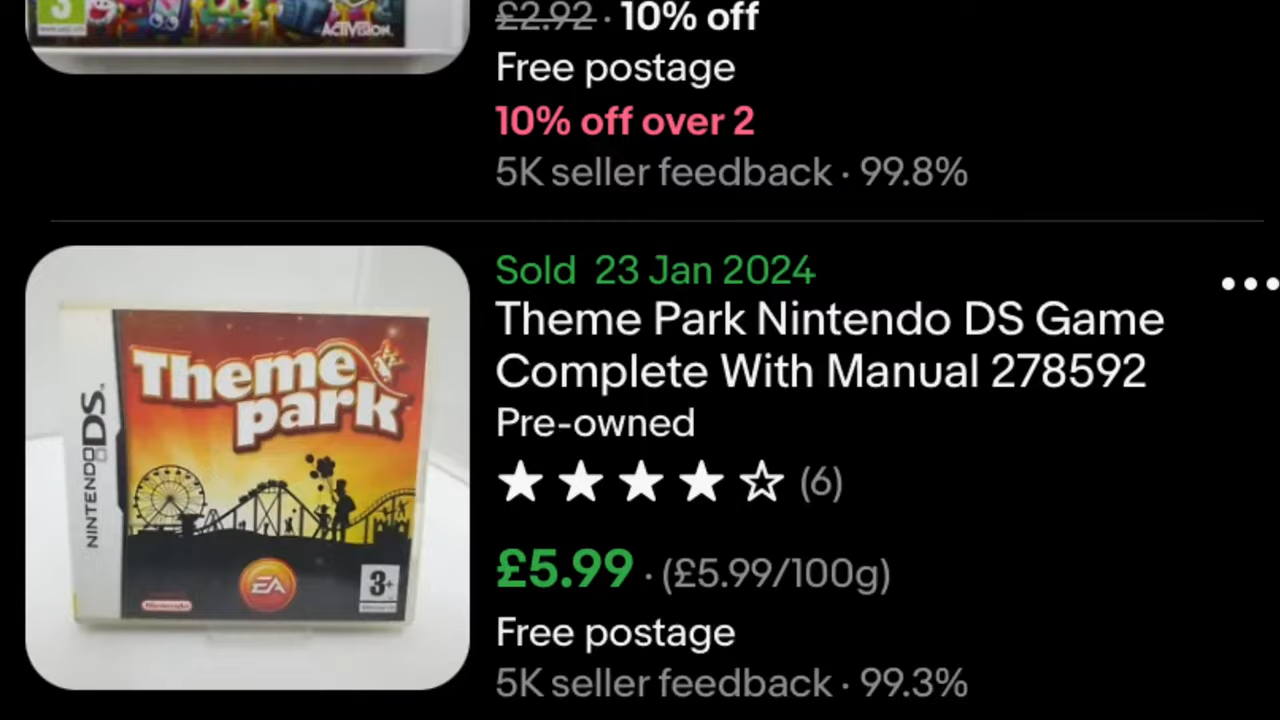 3
ACTIVISION.
£2.92 · 10% off
Free postage
10% off over 2
5K seller feedback · 99.8%
Sold 23 Jan 2024
Theme Park Nintendo DS Game
Complete With Manual 278592
Pre-owned
(6)
£5.99 · (£5.99/100g)
Free postage
5K seller feedback · 99.3%
NINTENDO DS
Theme
park
EA
3+
Nintendo